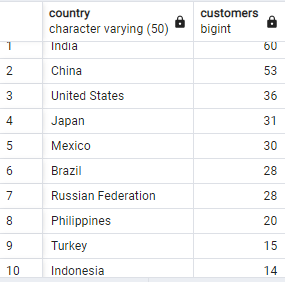 country customers
character varying (50) bigint
1 India 60
2 China 53
3 United States 36
4 Japan 31
5 Mexico 30
6 Brazil 28
7 Russian Federation 28
8 Philippines 20
9 Turkey 15
10 Indonesia 14